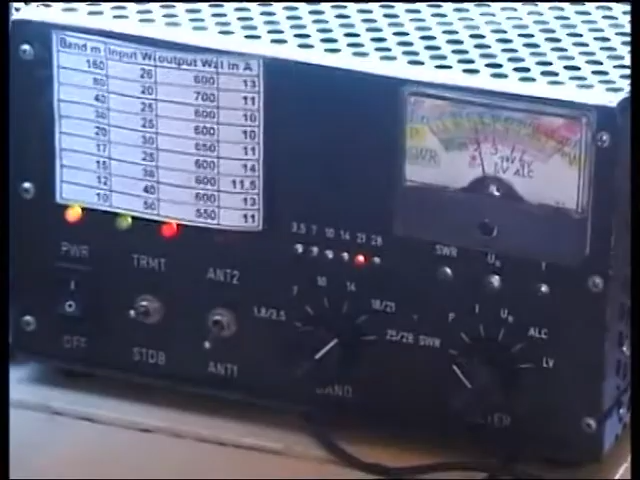 Band m Input W output Wa I in A
160 26 600 13
80 20 700 11
40 25 600 10
30 25 600 10
20 30 650 11
17 25 600 14
15 600 11.5
12 40 600 13
10 50 550 11
SWR
LV ALC
3.5 7 10 14 21 28
SWR
PWR
TRMT
ANT2
I
O
OFF
STDB
ANT1
1.8/3.5 7 10 14 18/21 25/28
BAND
SWR P I ALC LV